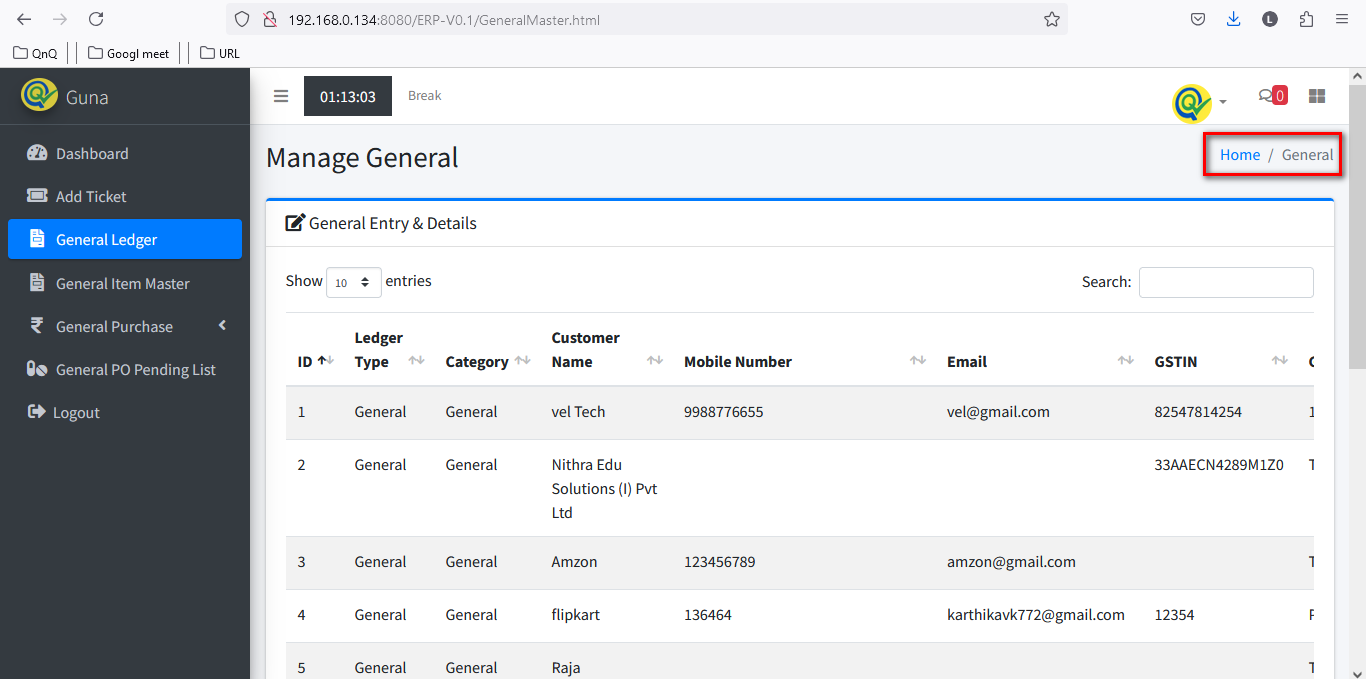 192.168.0.134:8080/ERP-V0.1/GeneralMaster.html
L
QnQ
Googl meet
URL
Guna
01:13:03
Break
0
Dashboard
Add Ticket
General Ledger
General Item Master
General Purchase
General PO Pending List
Logout
Manage General
Home / General
General Entry & Details
Show 10 entries
Search:
ID Ledger Type Category Customer Name Mobile Number Email GSTIN
1 General General vel Tech 9988776655 vel@gmail.com 82547814254
2 General General Nithra Edu 33AAECN4289M1Z0
Solutions (I) Pvt
Ltd
3 General General Amzon 123456789 amzon@gmail.com
4 General General flipkart 136464 karthikavk772@gmail.com 12354
5 General General Raja